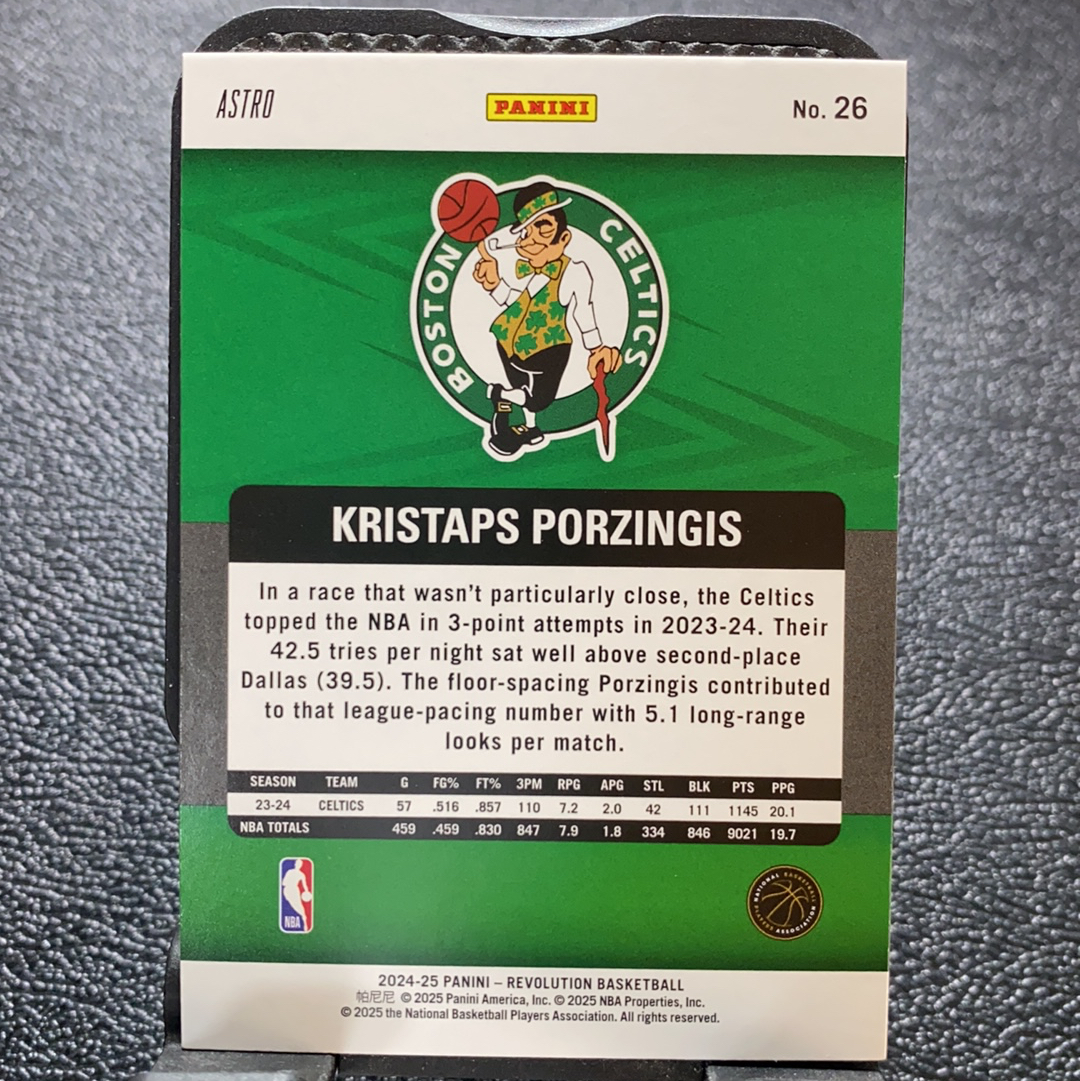 ASTRO
PANINI
No. 26
BOSTON CELTICS
KRISTAPS PORZINGIS
In a race that wasn't particularly close, the Celtics
topped the NBA in 3-point attempts in 2023-24. Their
42.5 tries per night sat well above second-place
Dallas (39.5). The floor-spacing Porzingis contributed
to that league-pacing number with 5.1 long-range
looks per match.
SEASON TEAM G FG% FT% 3PM RPG APG STL BLK PTS PPG
23-24 CELTICS 57 .516 .857 110 7.2 2.0 42 111 1145 20.1
NBA TOTALS 459 .459 .830 847 7.9 1.8 334 846 9021 19.7
NBA
NATIONAL BASKETBALL
PLAYERS ASSOCIATION
2024-25 PANINI – REVOLUTION BASKETBALL
帕尼尼 © 2025 Panini America, Inc. © 2025 NBA Properties, Inc.
© 2025 the National Basketball Players Association. All rights reserved.